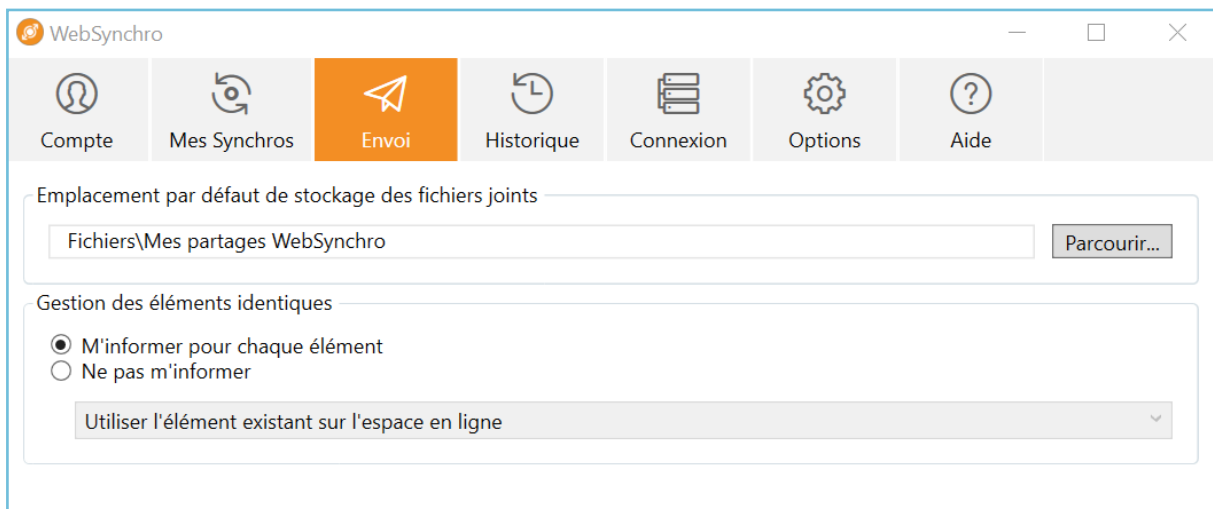 WebSynchro
Compte Mes Synchros Envoi Historique Connexion Options Aide
Emplacement par défaut de stockage des fichiers joints
Fichiers\Mes partages WebSynchro Parcourir...
Gestion des éléments identiques
M'informer pour chaque élément
Ne pas m'informer
Utiliser l'élément existant sur l'espace en ligne